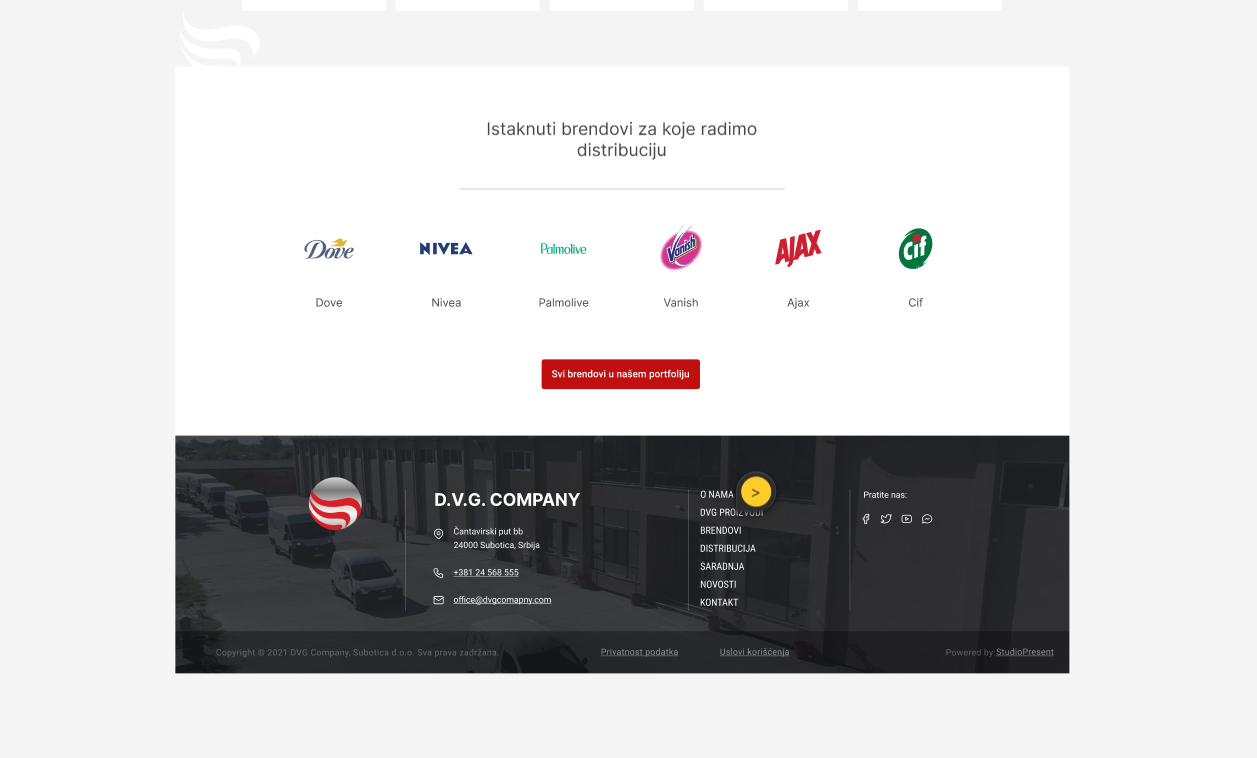 Istaknuti brendovi za koje radimo
distribuciju
Dove
NIVEA
Palmolive
Vanish
AJAX
Cif
Dove
Nivea
Palmolive
Vanish
Ajax
Cif
Svi brendovi u našem portfoliju
D.V.G. COMPANY
Čantavirski put bb
24000 Subotica, Srbija
+381 24 568 555
office@dvgcomapny.com
O NAMA
>
DVG PROIZVODI
BRENDOVI
DISTRIBUCIJA
SARADNJA
NOVOSTI
KONTAKT
Pratite nas:
Copyright © 2021 DVG Company, Subotica d.o.o. Sva prava zadržana.
Privatnost podatka
Uslovi korišćenja
Powered by:StudioPresent